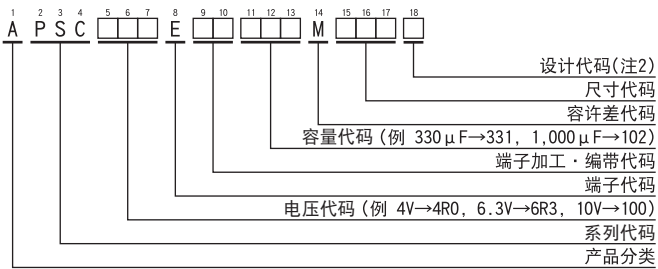 1 2 3 4 5 6 7 8 9 10 11 12 13 14 15 16 17 18
A PSC□□□E□□□□□M□□□□
设计代码(注2)
尺寸代码
容许差代码
容量代码(例 330μF→331, 1,000μF→102)
端子加工·编带代码
端子代码
电压代码(例 4V→4R0, 6.3V→6R3, 10V→100)
系列代码
产品分类